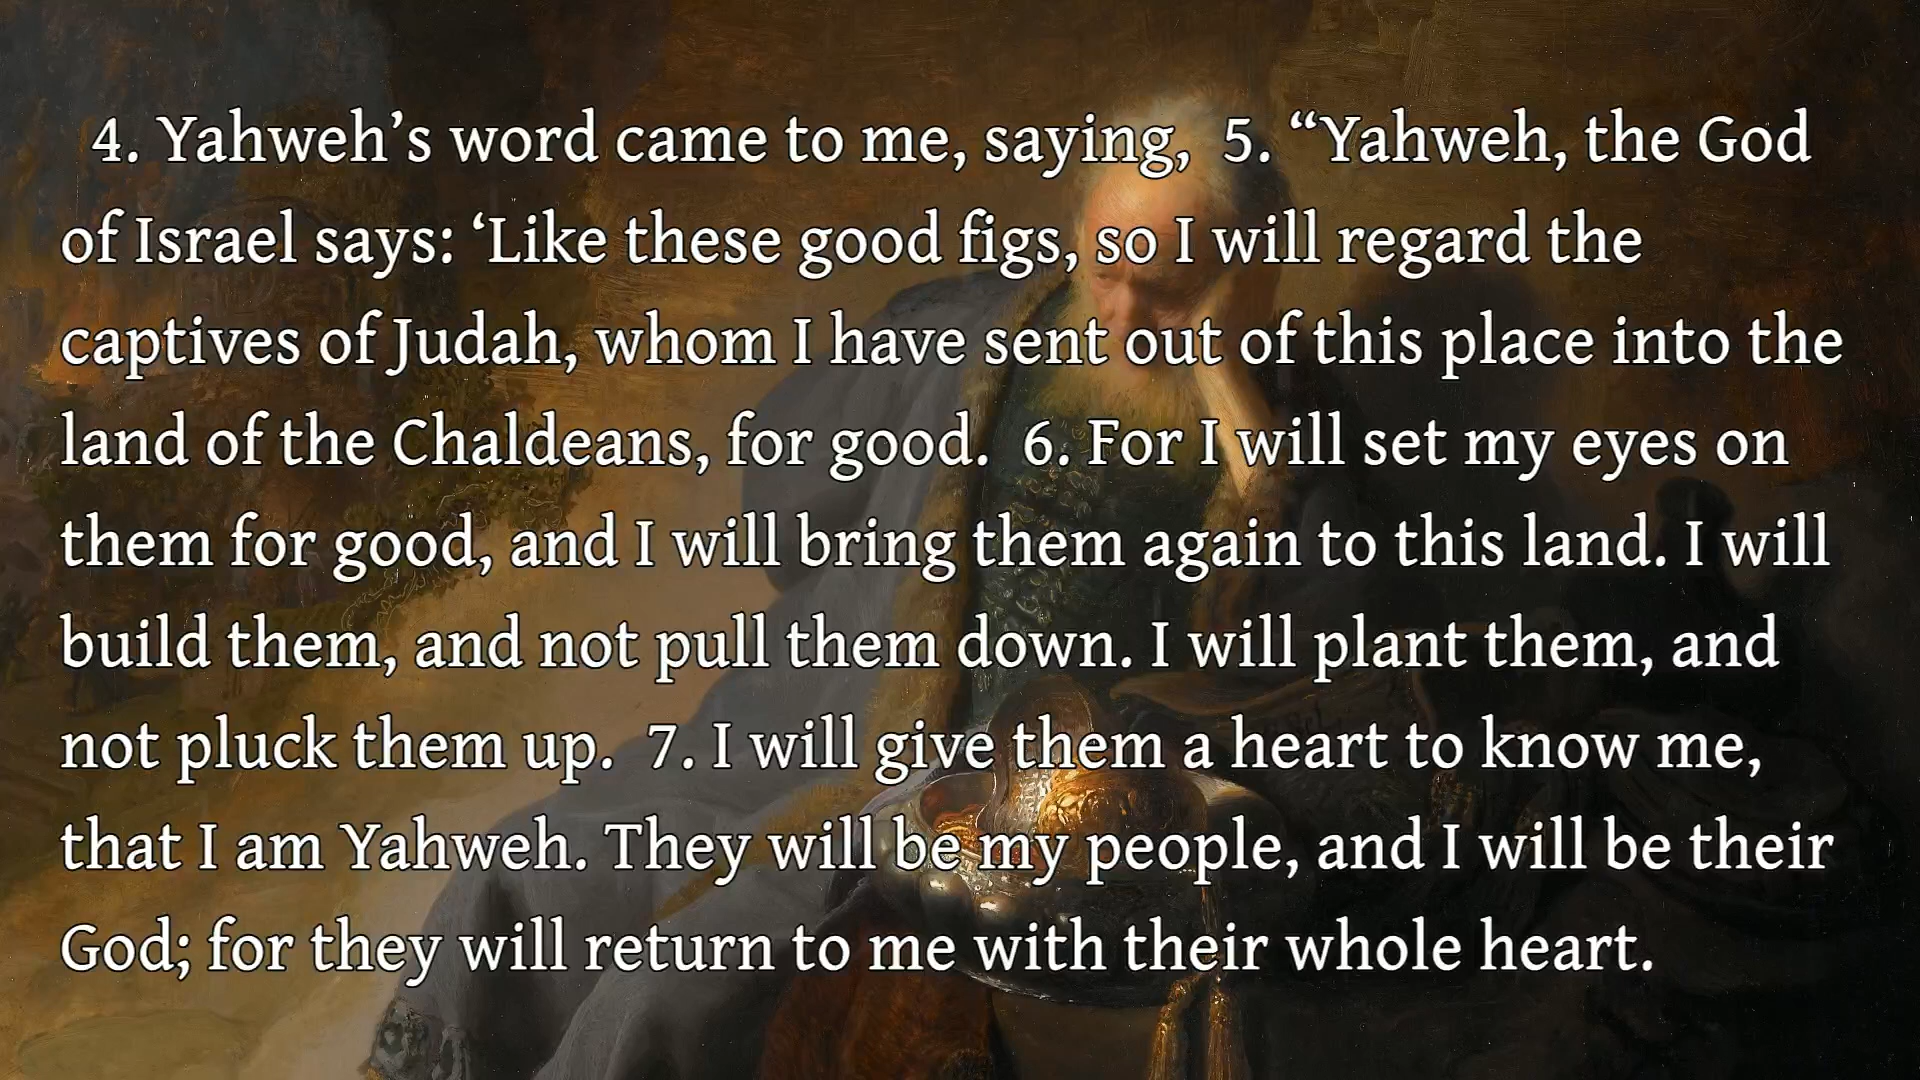 4. Yahweh’s word came to me, saying,  5. “Yahweh, the God
of Israel says: ‘Like these good figs, so I will regard the
captives of Judah, whom I have sent out of this place into the
land of the Chaldeans, for good.  6. For I will set my eyes on
them for good, and I will bring them again to this land. I will
build them, and not pull them down. I will plant them, and
not pluck them up.  7. I will give them a heart to know me,
that I am Yahweh. They will be my people, and I will be their
God; for they will return to me with their whole heart.